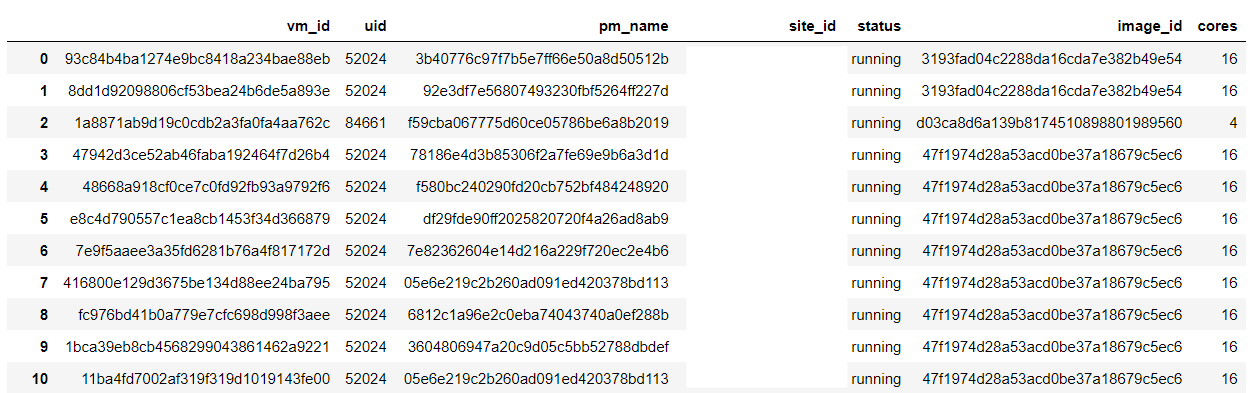 vm_id uid pm_name site_id status image_id cores
0 93c84b4ba1274e9bc8418a234bae88eb 52024 3b40776c97f7b5e7ff66e50a8d50512b running 3193fad04c2288da16cda7e382b49e54 16
1 8dd1d92098806cf53bea24b6de5a893e 52024 92e3df7e56807493230fbf5264ff227d running 3193fad04c2288da16cda7e382b49e54 16
2 1a8871ab9d19c0cdb2a3fa0fa4aa762c 84661 f59cba067775d60ce05786be6a8b2019 running d03ca8d6a139b8174510898801989560 4
3 47942d3ce52ab46faba192464f7d26b4 52024 78186e4d3b85306f2a7fe69e9b6a3d1d running 47f1974d28a53acd0be37a18679c5ec6 16
4 48668a918cf0ce7c0fd92fb93a9792f6 52024 f580bc240290fd20cb752bf484248920 running 47f1974d28a53acd0be37a18679c5ec6 16
5 e8c4d790557c1ea8cb1453f34d366879 52024 df29fde90ff2025820720f4a26ad8ab9 running 47f1974d28a53acd0be37a18679c5ec6 16
6 7e9f5aaee3a35fd6281b76a4f817172d 52024 7e82362604e14d216a229f720ec2e4b6 running 47f1974d28a53acd0be37a18679c5ec6 16
7 416800e129d3675be134d88ee24ba795 52024 05e6e219c2b260ad091ed420378bd113 running 47f1974d28a53acd0be37a18679c5ec6 16
8 fc976bd41b0a779e7cfc698d998f3aee 52024 6812c1a96e2c0eba74043740a0ef288b running 47f1974d28a53acd0be37a18679c5ec6 16
9 1bca39eb8cb4568299043861462a9221 52024 3604806947a20c9d05c5bb52788dbdef running 47f1974d28a53acd0be37a18679c5ec6 16
10 11ba4fd7002af319f319d1019143fe00 52024 05e6e219c2b260ad091ed420378bd113 running 47f1974d28a53acd0be37a18679c5ec6 16